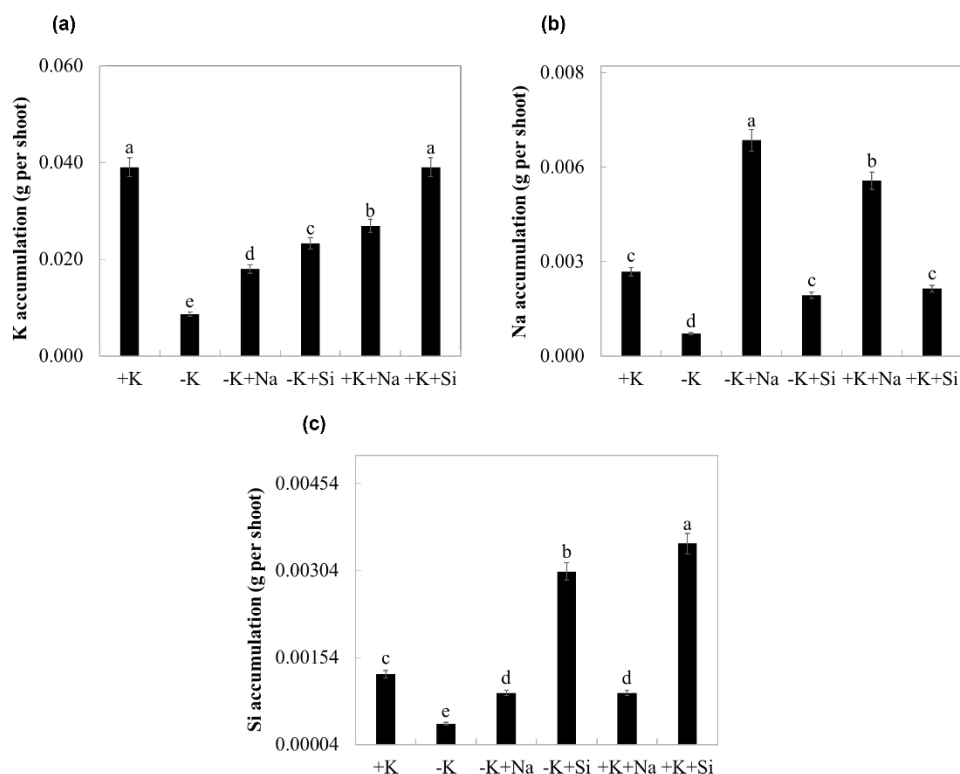 (a)
K accumulation (g per shoot)
0.060
0.040
0.020
0.000
a
e
d
c
b
a
+K -K -K+Na -K+Si +K+Na +K+Si
(b)
Na accumulation (g per shoot)
0.008
0.006
0.003
0.000
c
d
a
c
b
c
+K -K -K+Na -K+Si +K+Na +K+Si
(c)
Si accumulation (g per shoot)
0.00454
0.00304
0.00154
0.00004
c
e
d
b
d
a
+K -K -K+Na -K+Si +K+Na +K+Si